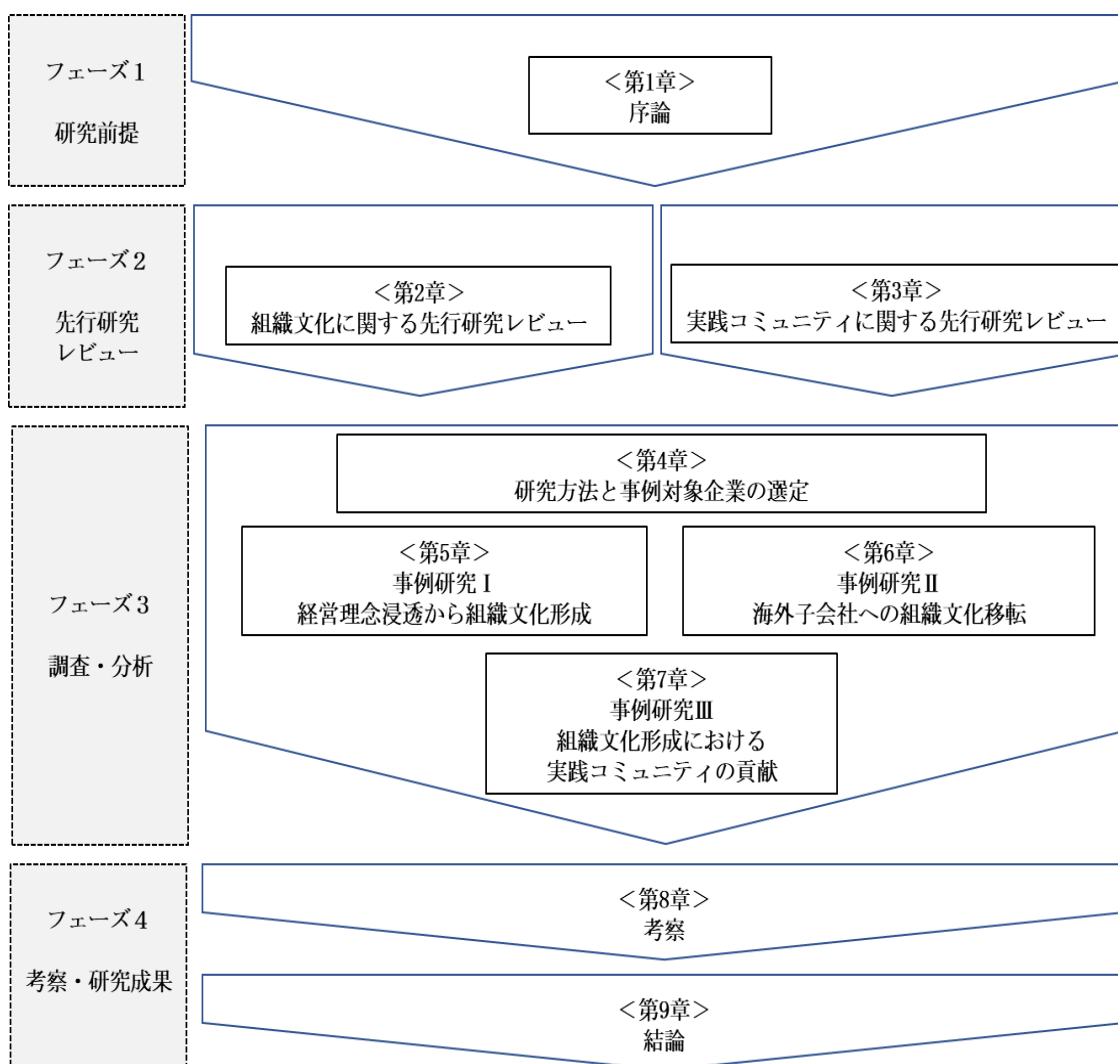 フェーズ1
研究前提
＜第1章＞
序論
フェーズ2
先行研究
レビュー
＜第2章＞
組織文化に関する先行研究レビュー
＜第3章＞
実践コミュニティに関する先行研究レビュー
フェーズ3
調査・分析
＜第4章＞
研究方法と事例対象企業の選定
＜第5章＞
事例研究Ⅰ
経営理念浸透から組織文化形成
＜第6章＞
事例研究Ⅱ
海外子会社への組織文化移転
＜第7章＞
事例研究Ⅲ
組織文化形成における
実践コミュニティの貢献
フェーズ4
考察・研究成果
＜第8章＞
考察
＜第9章＞
結論